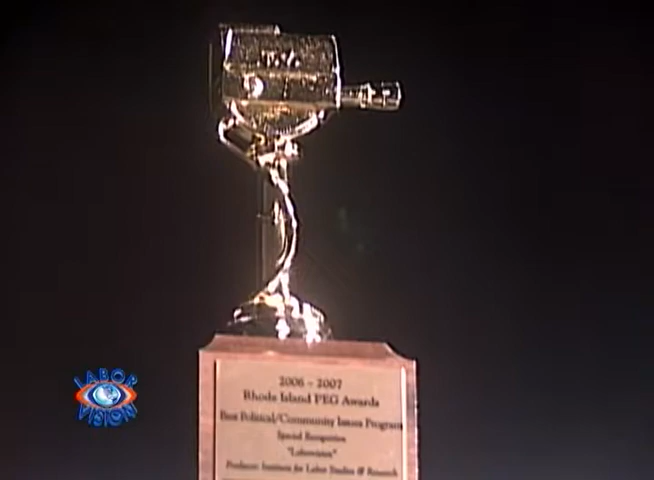 2006 - 2007
Rhode Island PEG Awards
Best Political/Community Issues Program
Special Recognition
"Laborvision"
Producer: Institute for Labor Studies & Research
LABOR
VISION